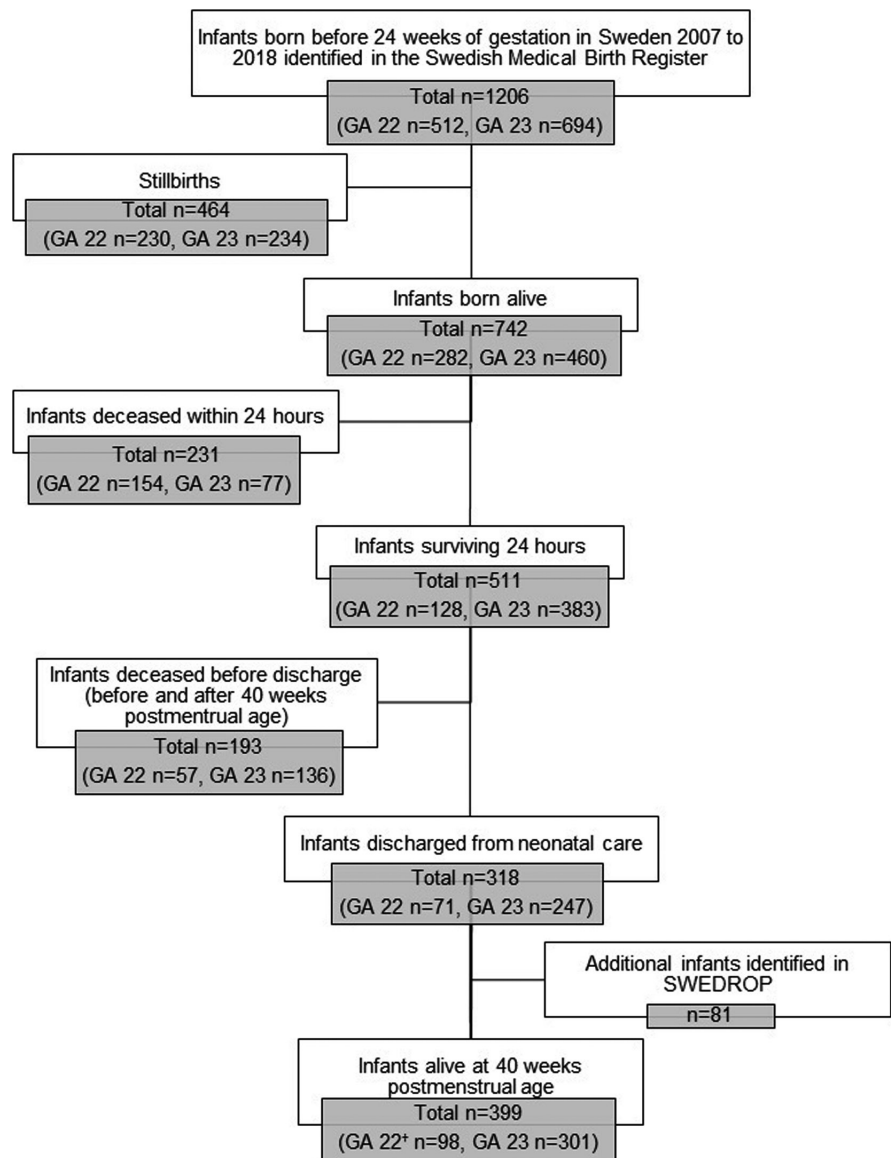 Infants born before 24 weeks of gestation in Sweden 2007 to
2018 identified in the Swedish Medical Birth Register
Total n=1206
(GA 22 n=512, GA 23 n=694)
Stillbirths
Total n=464
(GA 22 n=230, GA 23 n=234)
Infants born alive
Total n=742
(GA 22 n=282, GA 23 n=460)
Infants deceased within 24 hours
Total n=231
(GA 22 n=154, GA 23 n=77)
Infants surviving 24 hours
Total n=511
(GA 22 n=128, GA 23 n=383)
Infants deceased before discharge
(before and after 40 weeks
postmentrual age)
Total n=193
(GA 22 n=57, GA 23 n=136)
Infants discharged from neonatal care
Total n=318
(GA 22 n=71, GA 23 n=247)
Additional infants identified in
SWEDROP
n=81
Infants alive at 40 weeks
postmenstrual age
Total n=399
(GA 22⁺ n=98, GA 23 n=301)